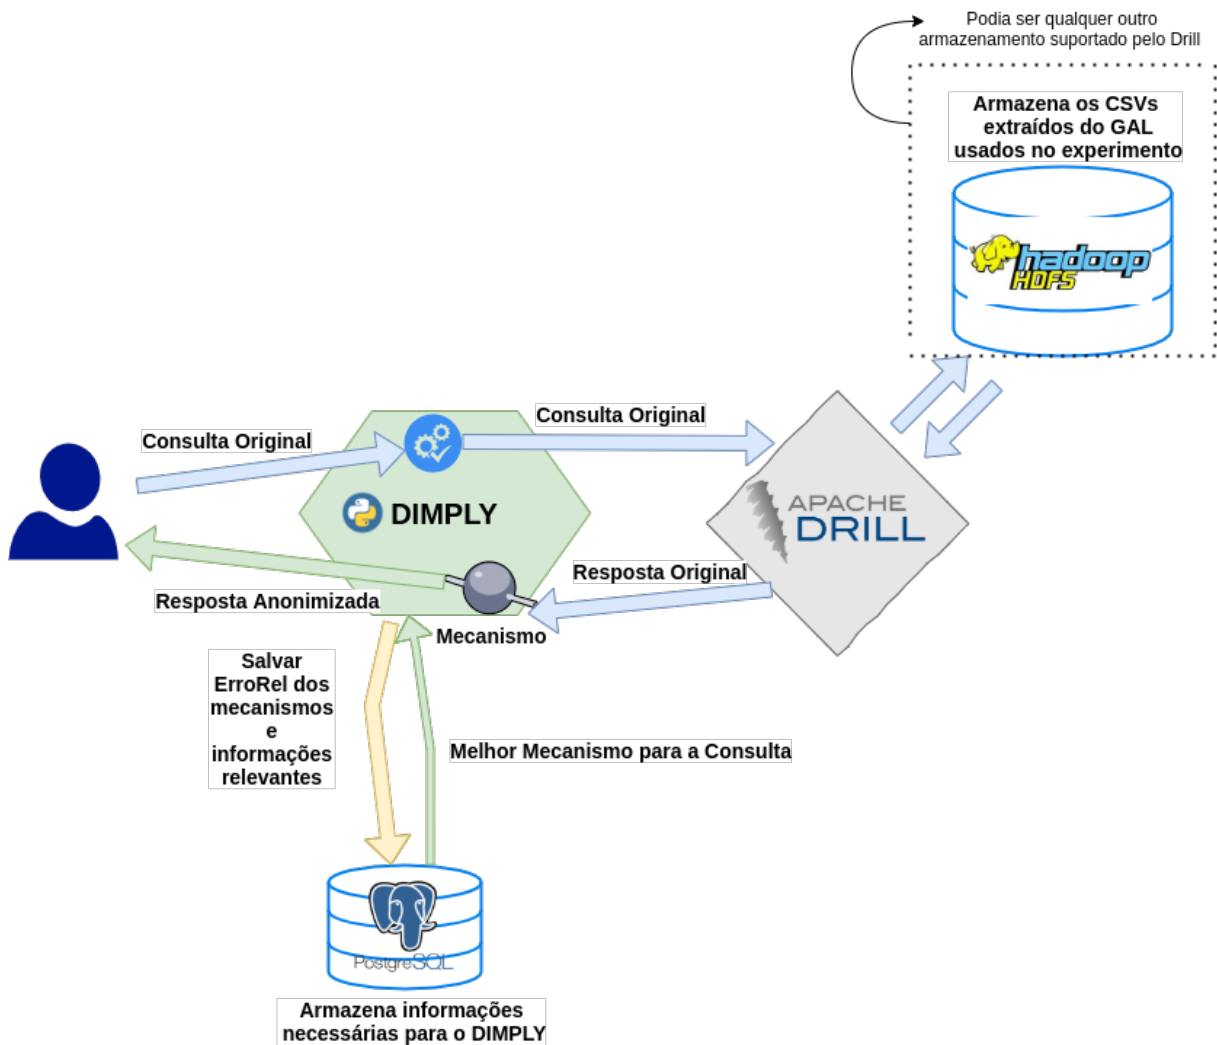 Podia ser qualquer outro
armazenamento suportado pelo Drill
Armazena os CSVs
extraídos do GAL
usados no experimento
hadoop
HDFS
Consulta Original
Consulta Original
DIMPLY
APACHE
DRILL
Resposta Original
Resposta Anonimizada
Mecanismo
Salvar
ErroRel dos
mecanismos
e
informações
relevantes
Melhor Mecanismo para a Consulta
PostgreSQL
Armazena informações
necessárias para o DIMPLY